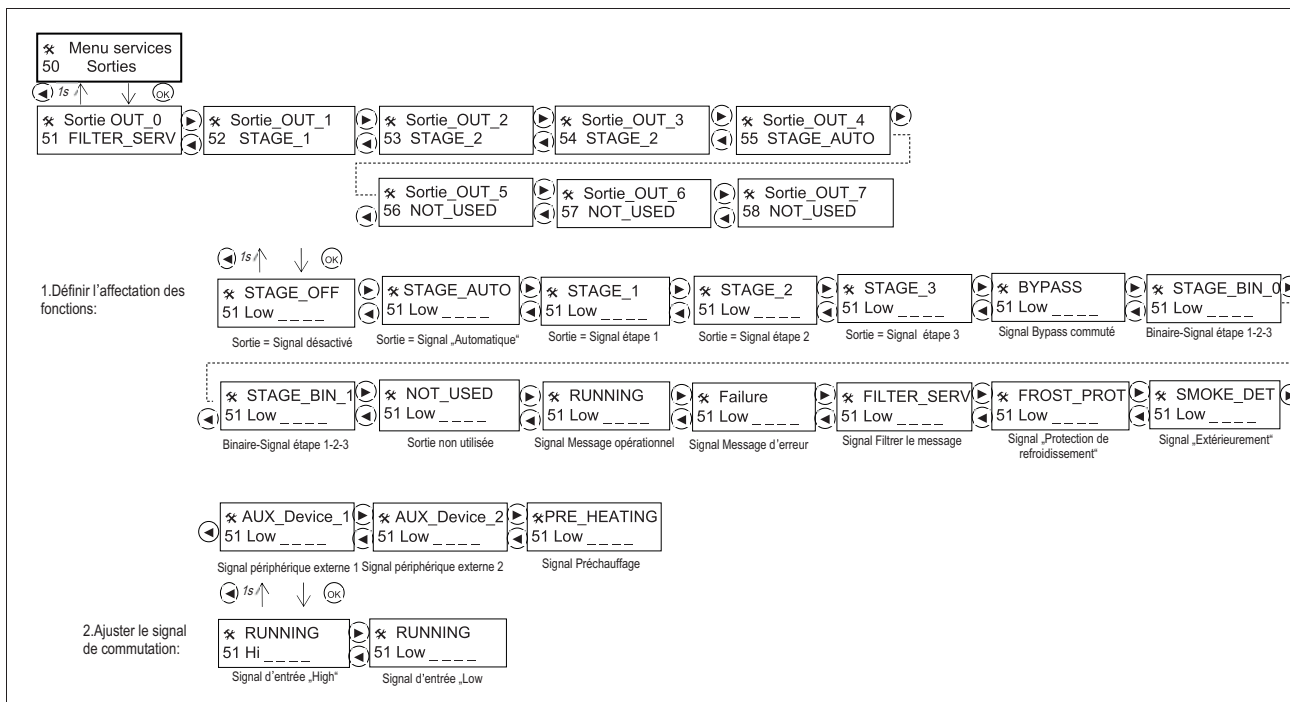 Menu services
50 Sorties
1s OK
Sortie OUT_0
51 FILTER_SERV
Sortie_OUT_1
52 STAGE_1
Sortie_OUT_2
53 STAGE_2
Sortie_OUT_3
54 STAGE_2
Sortie_OUT_4
55 STAGE_AUTO
Sortie_OUT_5
56 NOT_USED
Sortie_OUT_6
57 NOT_USED
Sortie_OUT_7
58 NOT_USED
1s OK
1.Définir l'affectation des
fonctions:
STAGE_OFF
51 Low _ _ _ _
Sortie = Signal désactivé
STAGE_AUTO
51 Low _ _ _ _
Sortie = Signal „Automatique“
STAGE_1
51 Low _ _ _ _
Sortie = Signal étape 1
STAGE_2
51 Low _ _ _ _
Sortie = Signal étape 2
STAGE_3
51 Low _ _ _ _
Sortie = Signal étape 3
BYPASS
51 Low _ _ _ _
Signal Bypass commuté
STAGE_BIN_0
51 Low _ _ _ _
Binaire-Signal étape 1-2-3
STAGE_BIN_1
51 Low _ _ _ _
Binaire-Signal étape 1-2-3
NOT_USED
51 Low _ _ _ _
Sortie non utilisée
RUNNING
51 Low _ _ _ _
Signal Message opérationnel
Failure
51 Low _ _ _ _
Signal Message d'erreur
FILTER_SERV
51 Low _ _ _ _
Signal Filtrer le message
FROST_PROT
51 Low _ _ _ _
Signal „Protection de
refroidissement“
SMOKE_DET
51 Low _ _ _ _
Signal „Extérieurement“
AUX_Device_1
51 Low _ _ _ _
Signal périphérique externe 1
AUX_Device_2
51 Low _ _ _ _
Signal périphérique externe 2
PRE_HEATING
51 Low _ _ _ _
Signal Préchauffage
1s OK
2.Ajuster le signal
de commutation:
RUNNING
51 Hi _ _ _ _
Signal d'entrée „High“
RUNNING
51 Low _ _ _ _
Signal d'entrée „Low